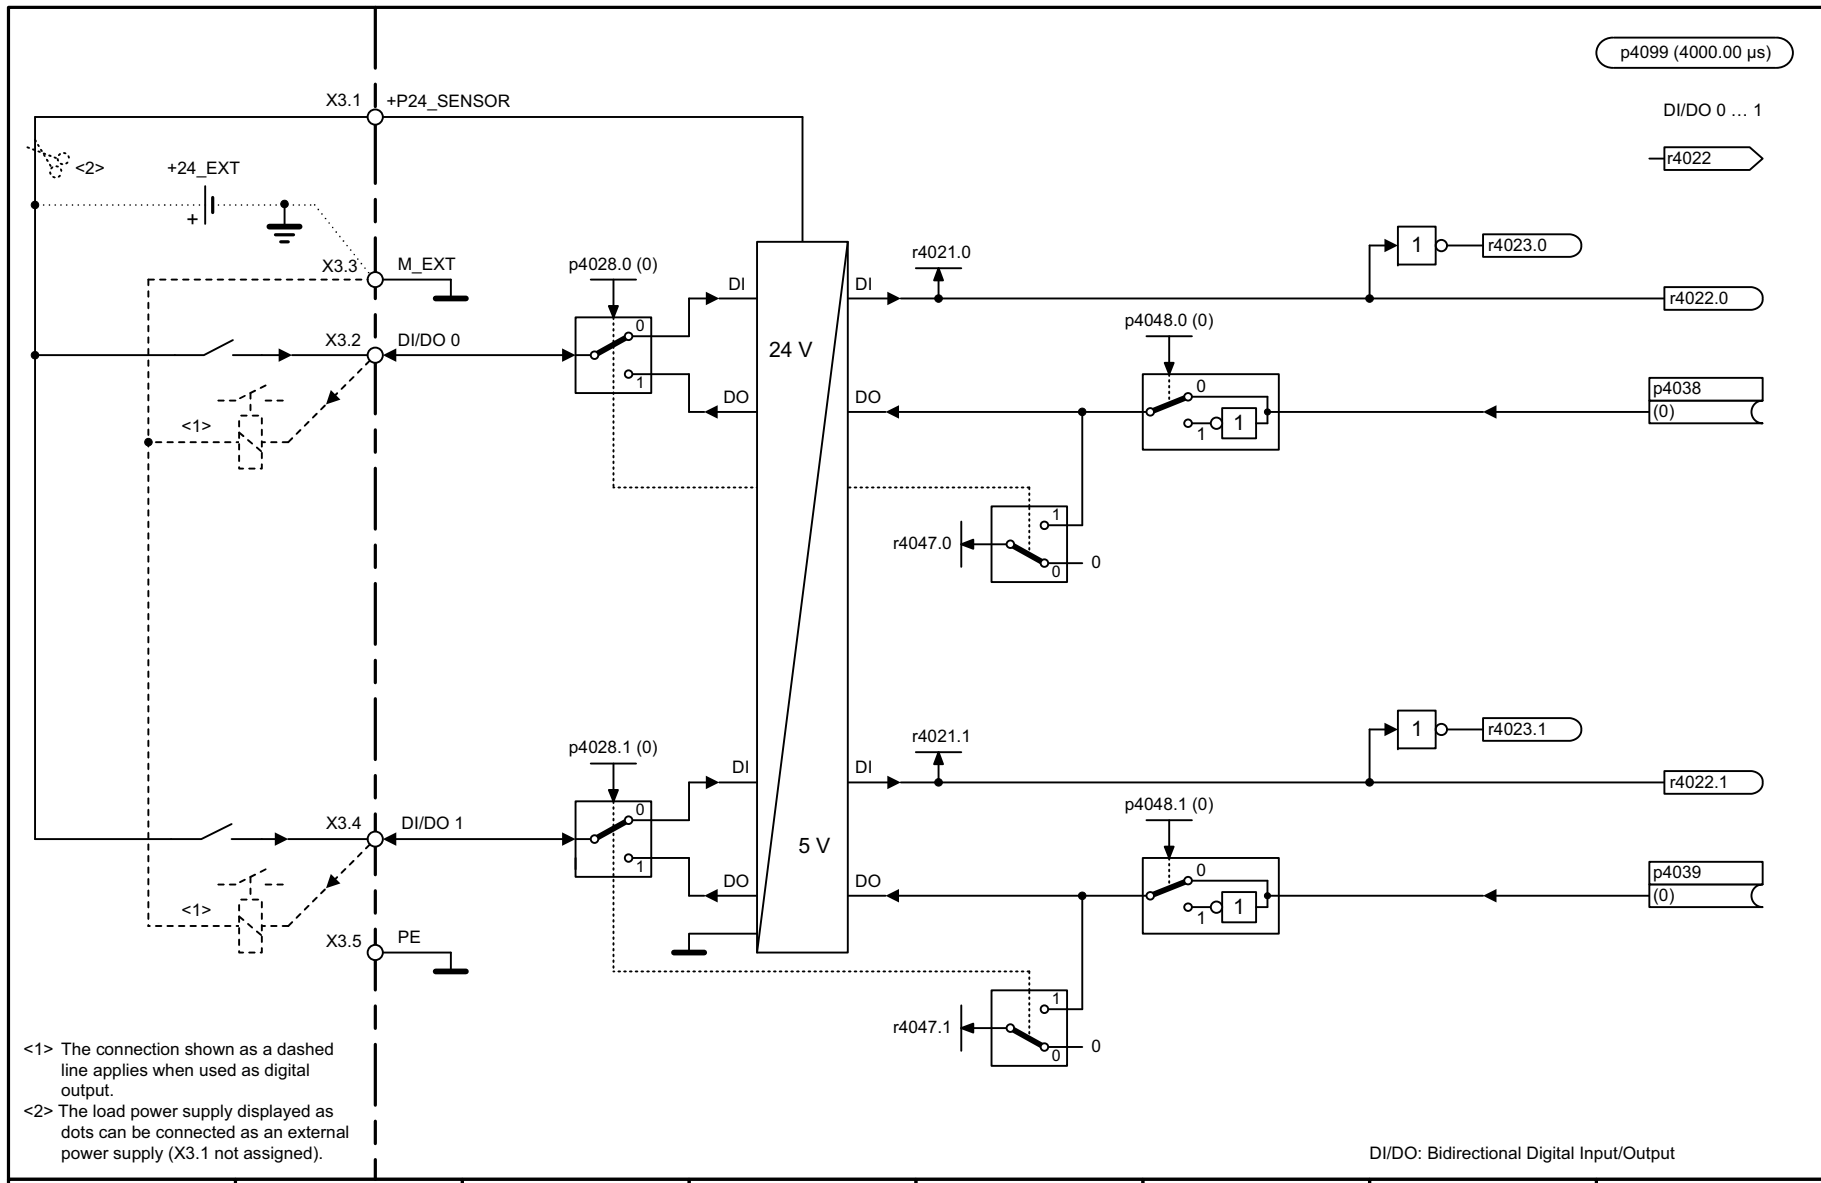 p4099 (4000.00 µs)
X3.1
+P24_SENSOR
DI/DO 0 … 1
<2>
+24_EXT
r4022
+
X3.3
M_EXT
p4028.0 (0)
r4021.0
1
r4023.0
DI
DI
r4022.0
0
1
X3.2
DI/DO 0
24 V
p4048.0 (0)
0
1
1
p4038
(0)
DO
DO
<1>
r4047.0
1
0
0
p4028.1 (0)
r4021.1
1
r4023.1
DI
DI
r4022.1
0
1
X3.4
DI/DO 1
5 V
p4048.1 (0)
0
1
1
p4039
(0)
DO
DO
<1>
X3.5
PE
r4047.1
1
0
0
<1> The connection shown as a dashed
line applies when used as digital
output.
<2> The load power supply displayed as
dots can be connected as an external
power supply (X3.1 not assigned).
DI/DO: Bidirectional Digital Input/Output